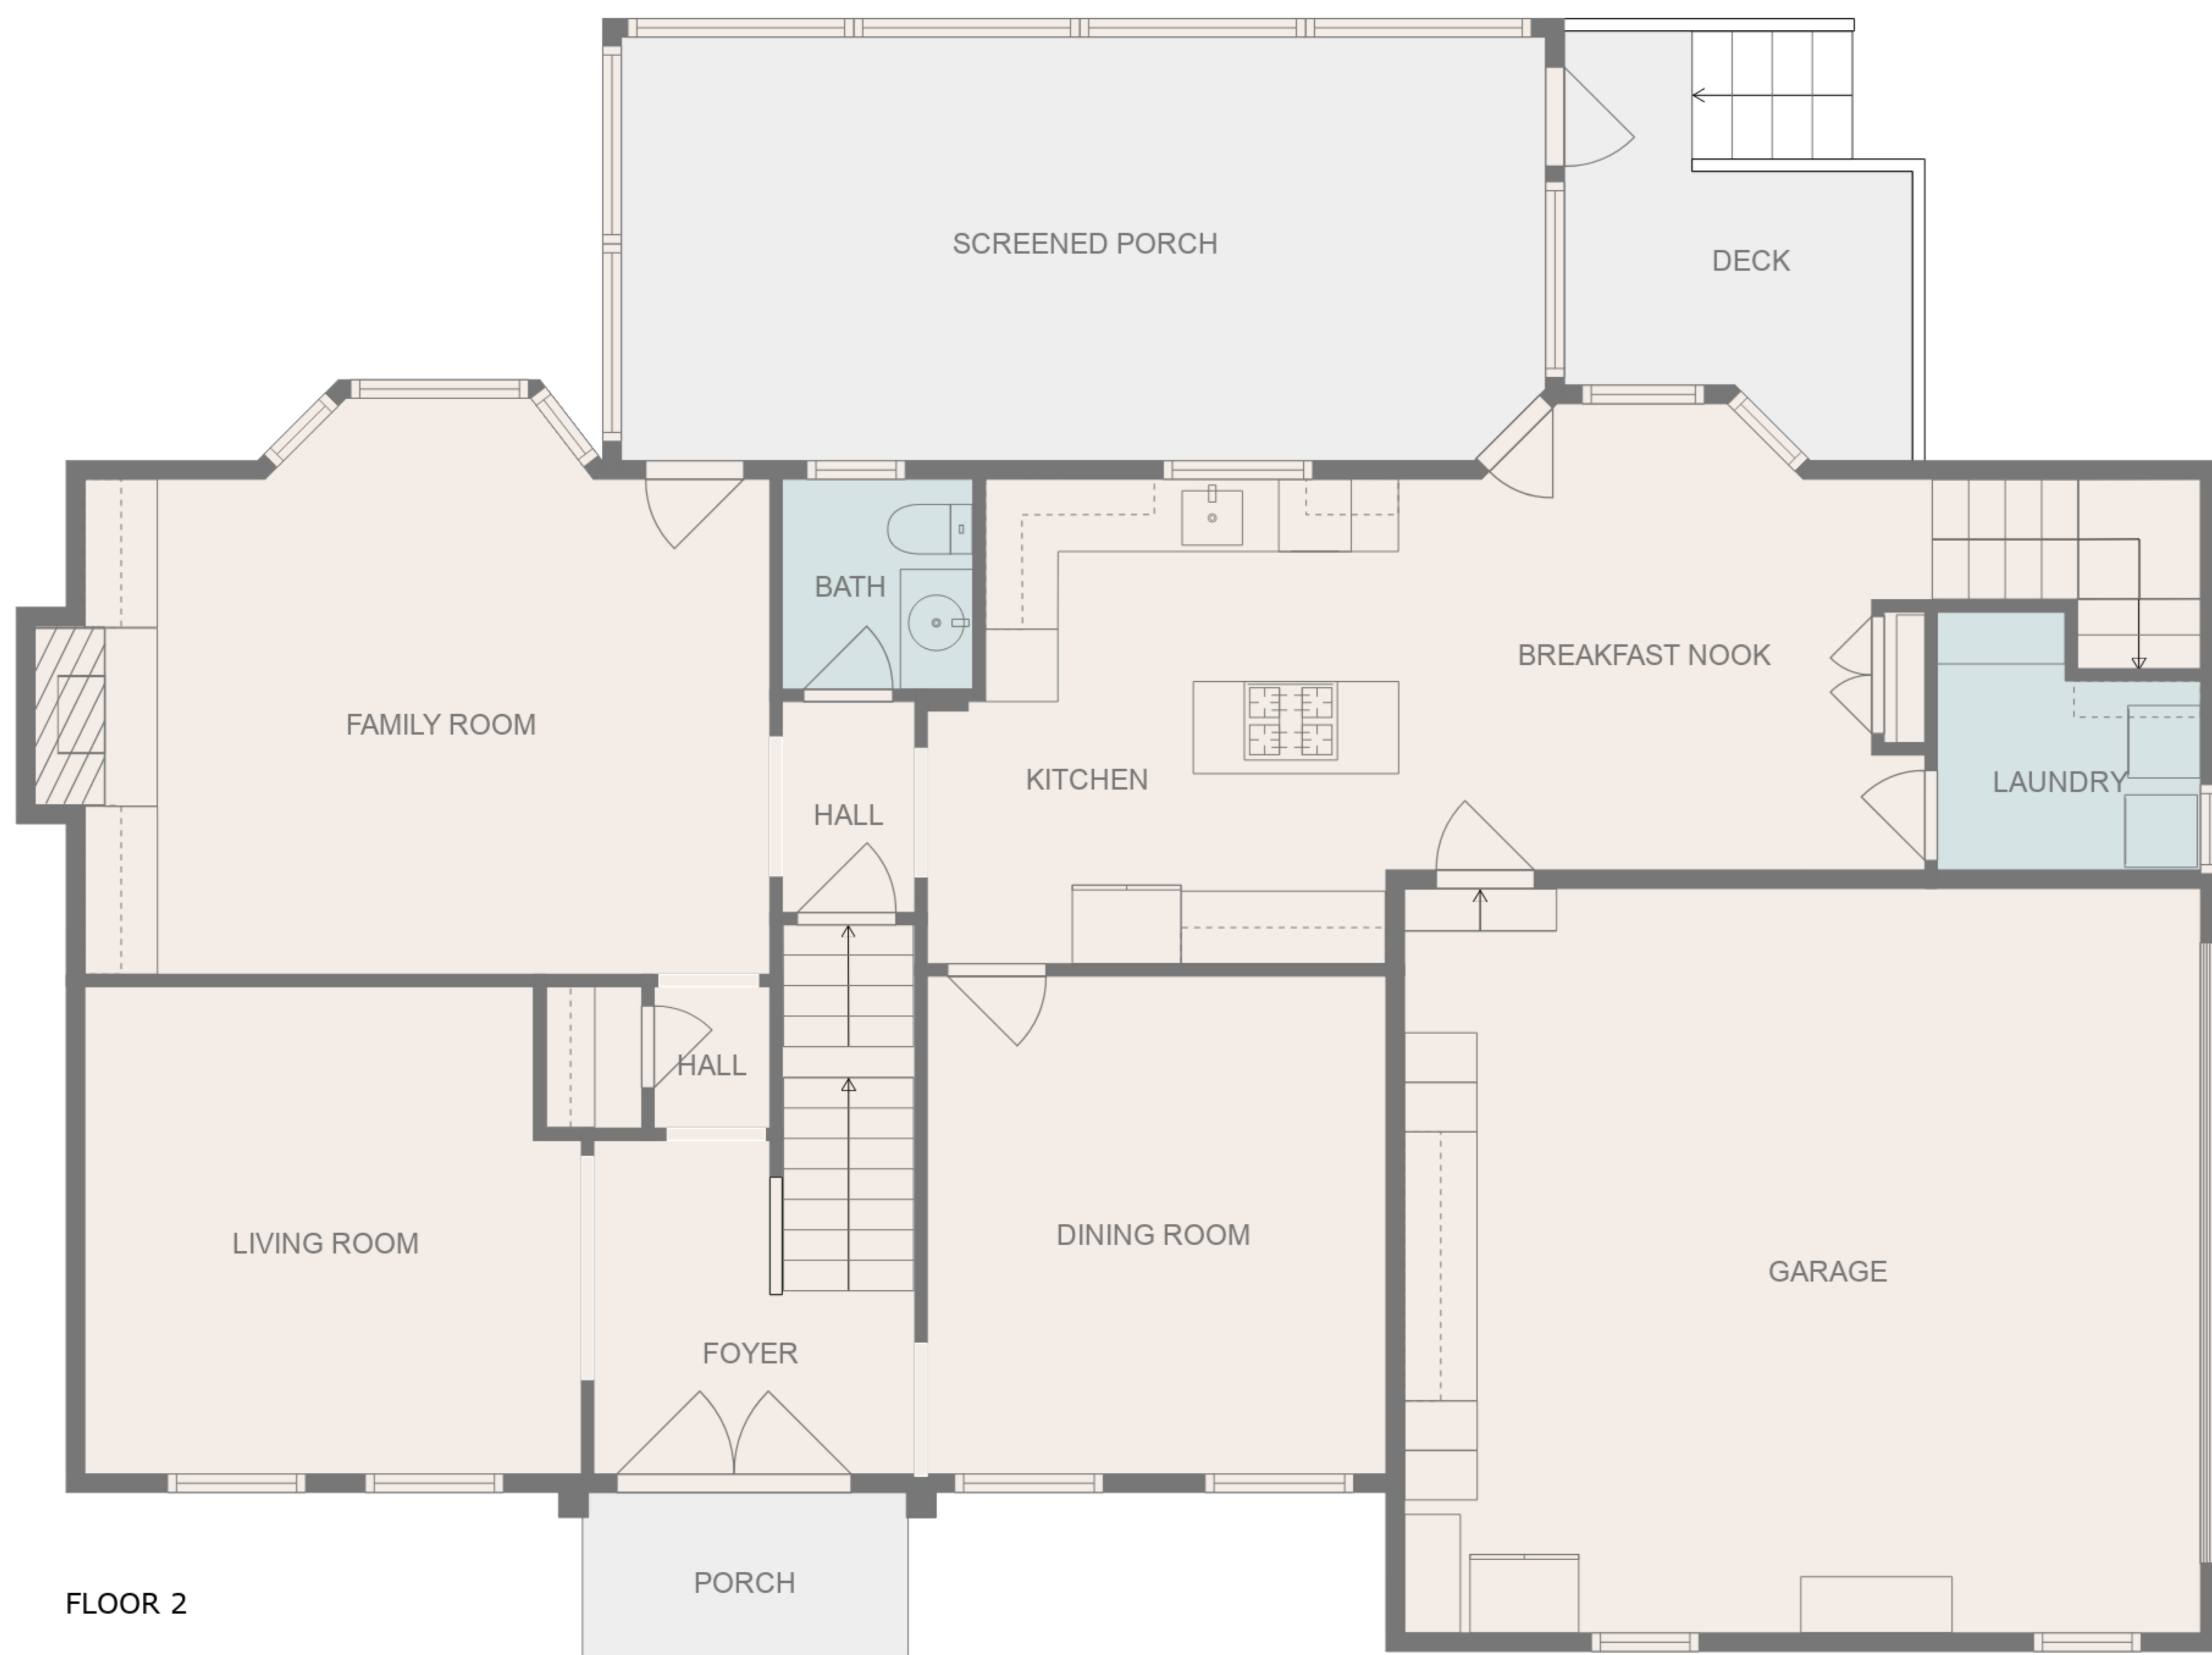 SCREENED PORCH
DECK
BATH
BREAKFAST NOOK
FAMILY ROOM
KITCHEN
LAUNDRY
HALL
HALL
LIVING ROOM
DINING ROOM
GARAGE
FOYER
PORCH
FLOOR 2